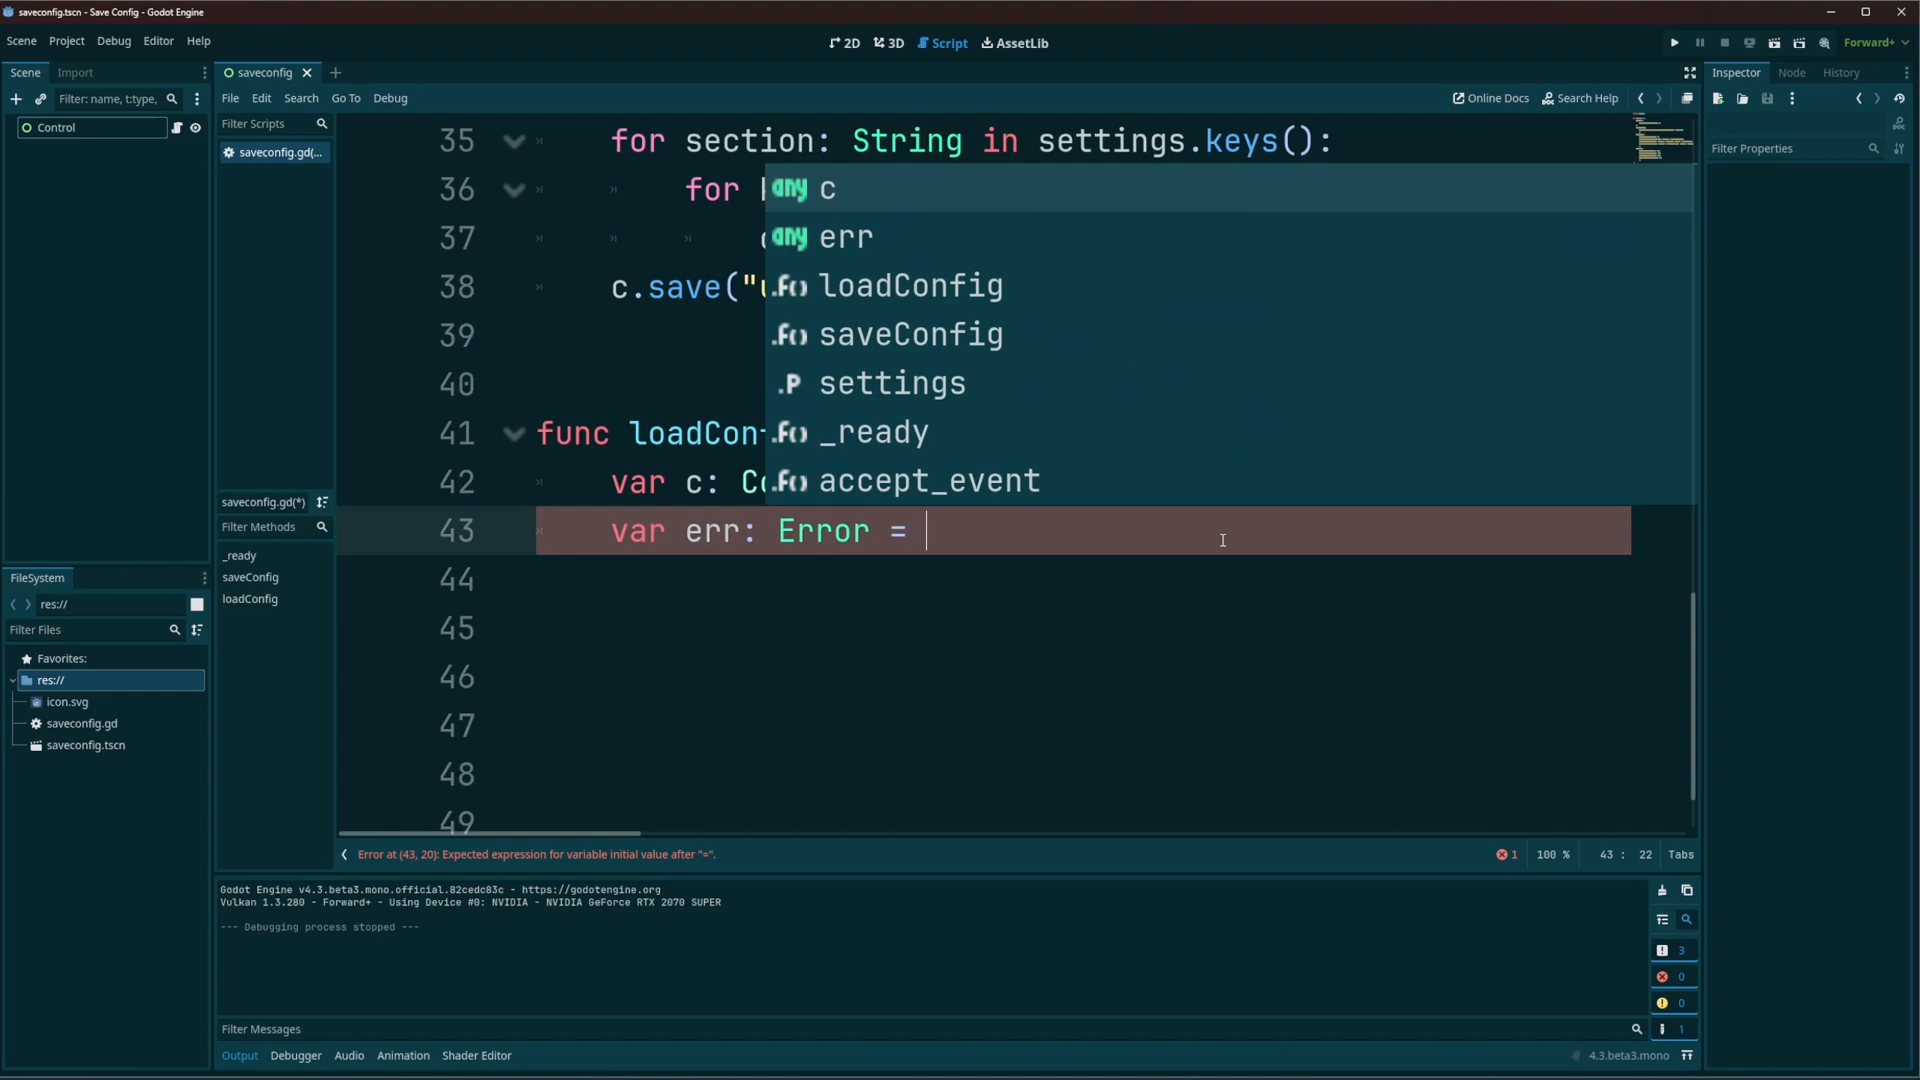 saveconfig.tscn - Save Config - Godot Engine
Scene Project Debug Editor Help
2D 3D Script AssetLib
Forward+
Scene Import
saveconfig
Inspector Node History
Filter: name, t:type,
File Edit Search Go To Debug
Online Docs Search Help
Control
Filter Scripts
saveconfig.gd(...
Filter Properties
35 for section: String in settings.keys():
36 for
37
38 c.save("
39
40
41 func loadCon
42 var c: Co
43 var err: Error =
44
45
46
47
48
49
any c
any err
.F() loadConfig
.F() saveConfig
.P settings
.F() _ready
.F() accept_event
saveconfig.gd(*)
Filter Methods
_ready
saveConfig
loadConfig
FileSystem
res://
Filter Files
Favorites:
res://
icon.svg
saveconfig.gd
saveconfig.tscn
Error at (43, 20): Expected expression for variable initial value after "=".
1 100 % 43 : 22 Tabs
Godot Engine v4.3.beta3.mono.official.82cedc83c - https://godotengine.org
Vulkan 1.3.280 - Forward+ - Using Device #0: NVIDIA - NVIDIA GeForce RTX 2070 SUPER
--- Debugging process stopped ---
3
0
0
1
Filter Messages
Output Debugger Audio Animation Shader Editor
4.3.beta3.mono